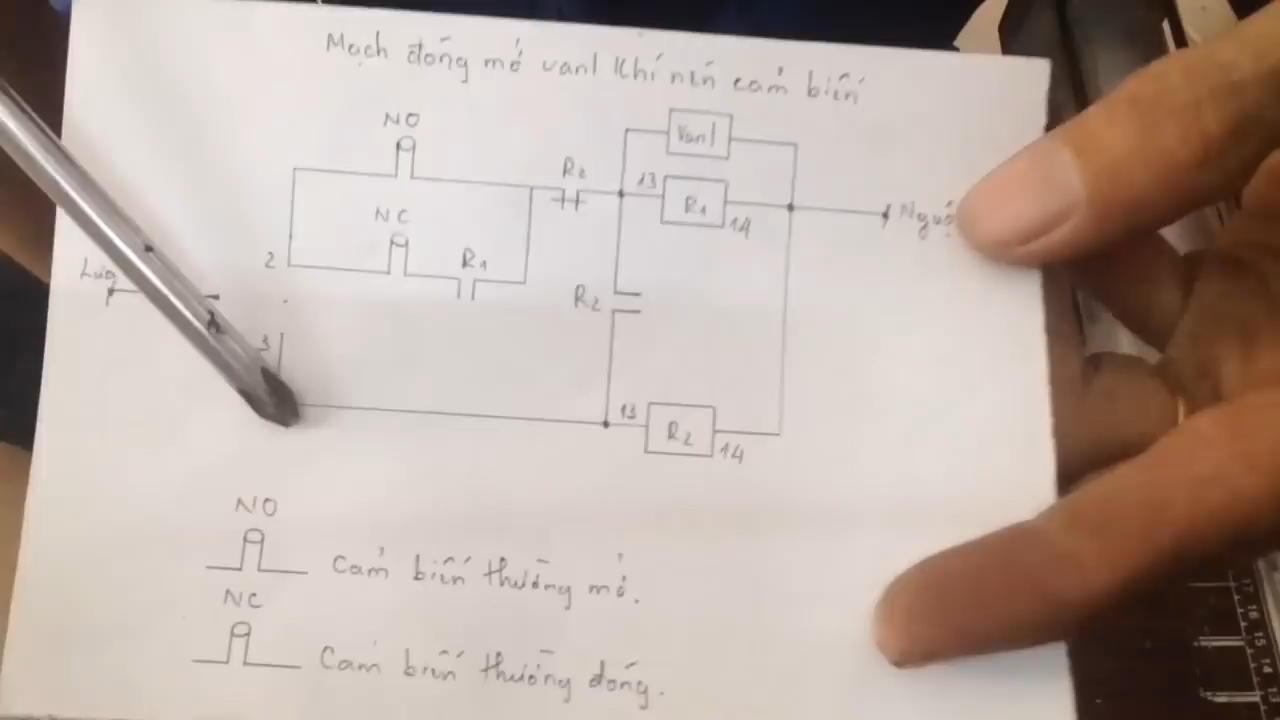 Mạch đóng mở van1 khí nén cảm biến
NO
Van1
R2
13
R1
14
NC
R1
2
R2
3
13
R2
14
NO
Cảm biến thường mở.
NC
Cảm biến thường đóng.